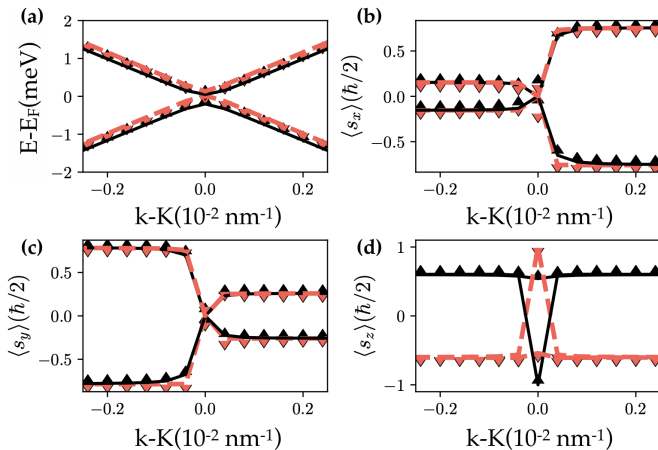 (a)
E-E_F(meV)
2
1
0
−1
−2
−0.2
0.0
0.2
k-K(10⁻² nm⁻¹)
(b)
⟨s_x⟩(ħ/2)
0.5
0.0
−0.5
−0.2
0.0
0.2
k-K(10⁻² nm⁻¹)
(c)
⟨s_y⟩(ħ/2)
0.5
0.0
−0.5
−0.2
0.0
0.2
k-K(10⁻² nm⁻¹)
(d)
⟨s_z⟩(ħ/2)
1
0
−1
−0.2
0.0
0.2
k-K(10⁻² nm⁻¹)